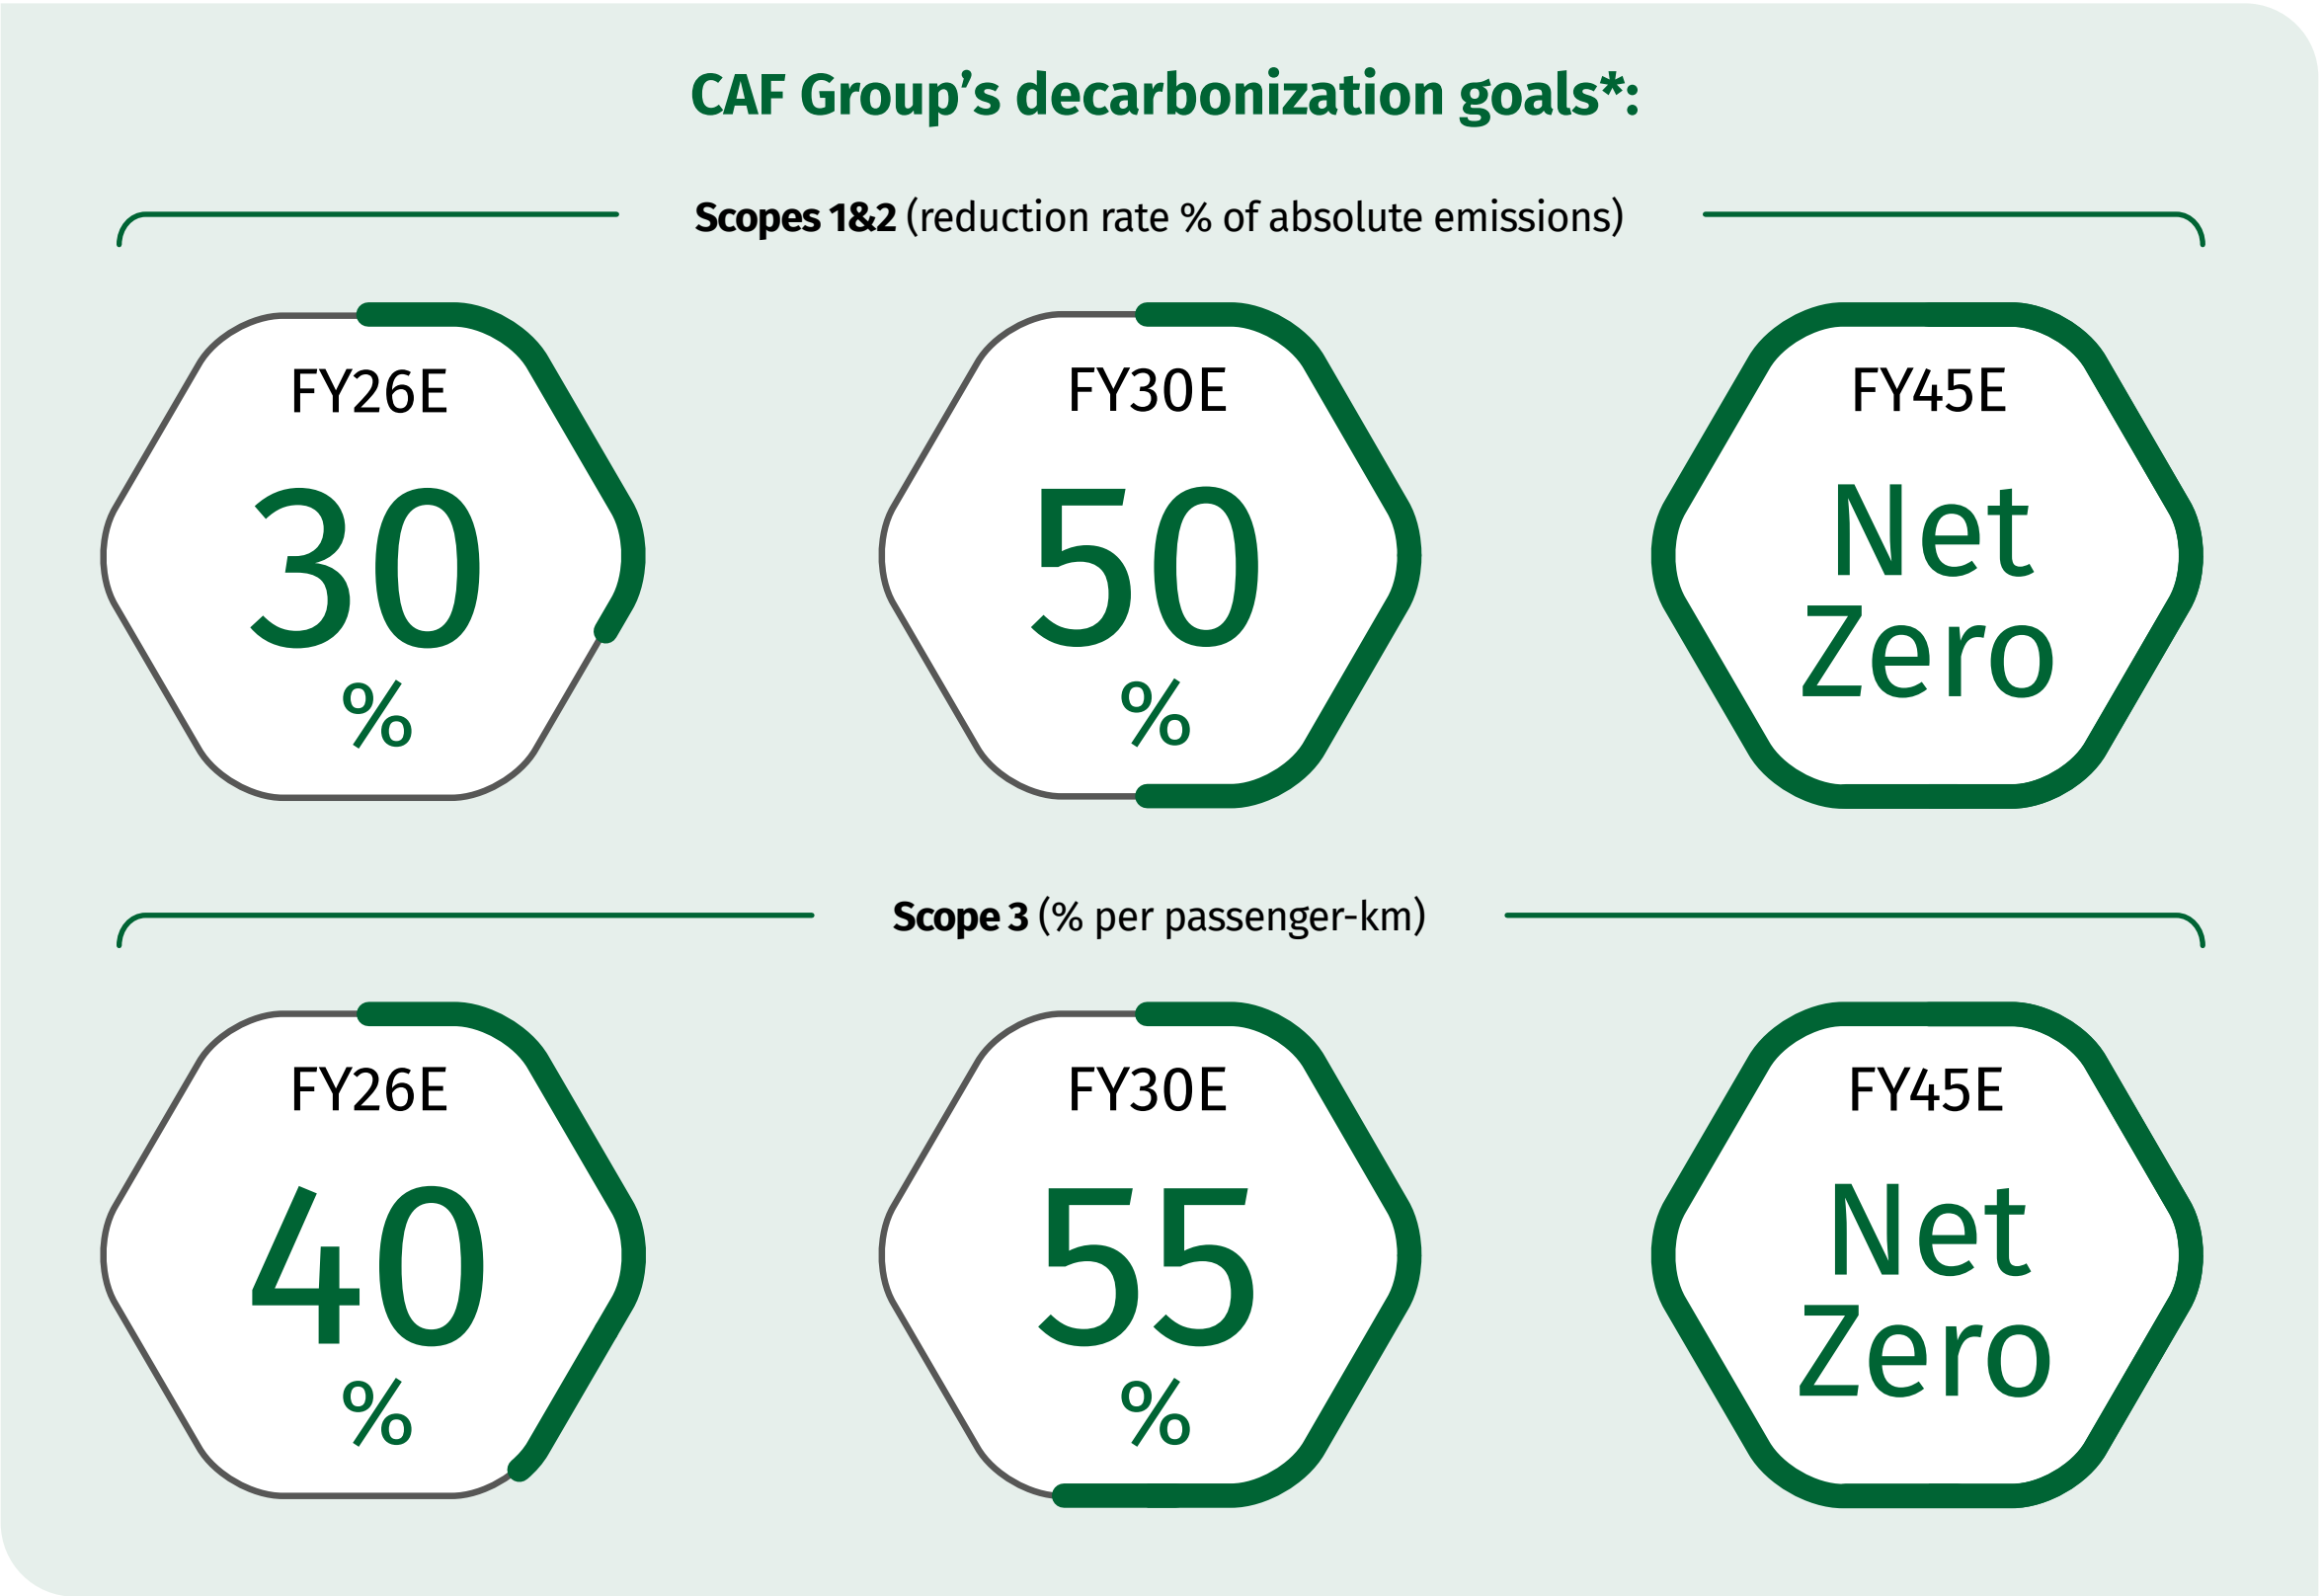 CAF Group’s decarbonization goals*:
Scopes 1&2 (reduction rate % of absolute emissions)
FY26E
30
%
FY30E
50
%
FY45E
Net
Zero
Scope 3 (% per passenger-km)
FY26E
40
%
FY30E
55
%
FY45E
Net
Zero